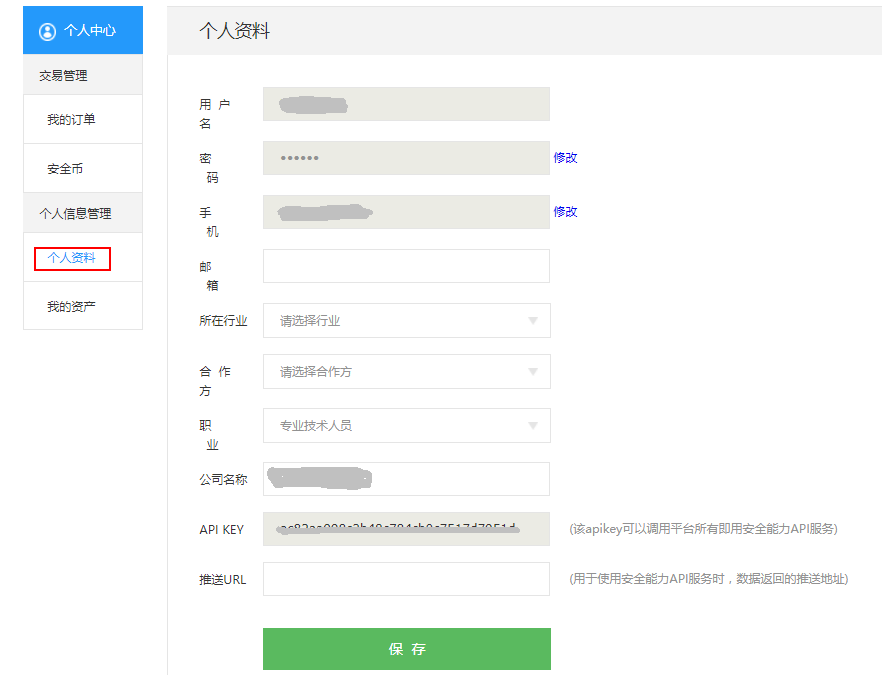 个人中心
交易管理
我的订单
安全币
个人信息管理
个人资料
我的资产
个人资料
用 户
名
密
码
•••••• 修改
手
机
修改
邮
箱
所在行业 请选择行业
合 作
方
请选择合作方
职
业
专业技术人员
公司名称
API KEY (该apikey可以调用平台所有即用安全能力API服务)
推送URL (用于使用安全能力API服务时，数据返回的推送地址)
保 存